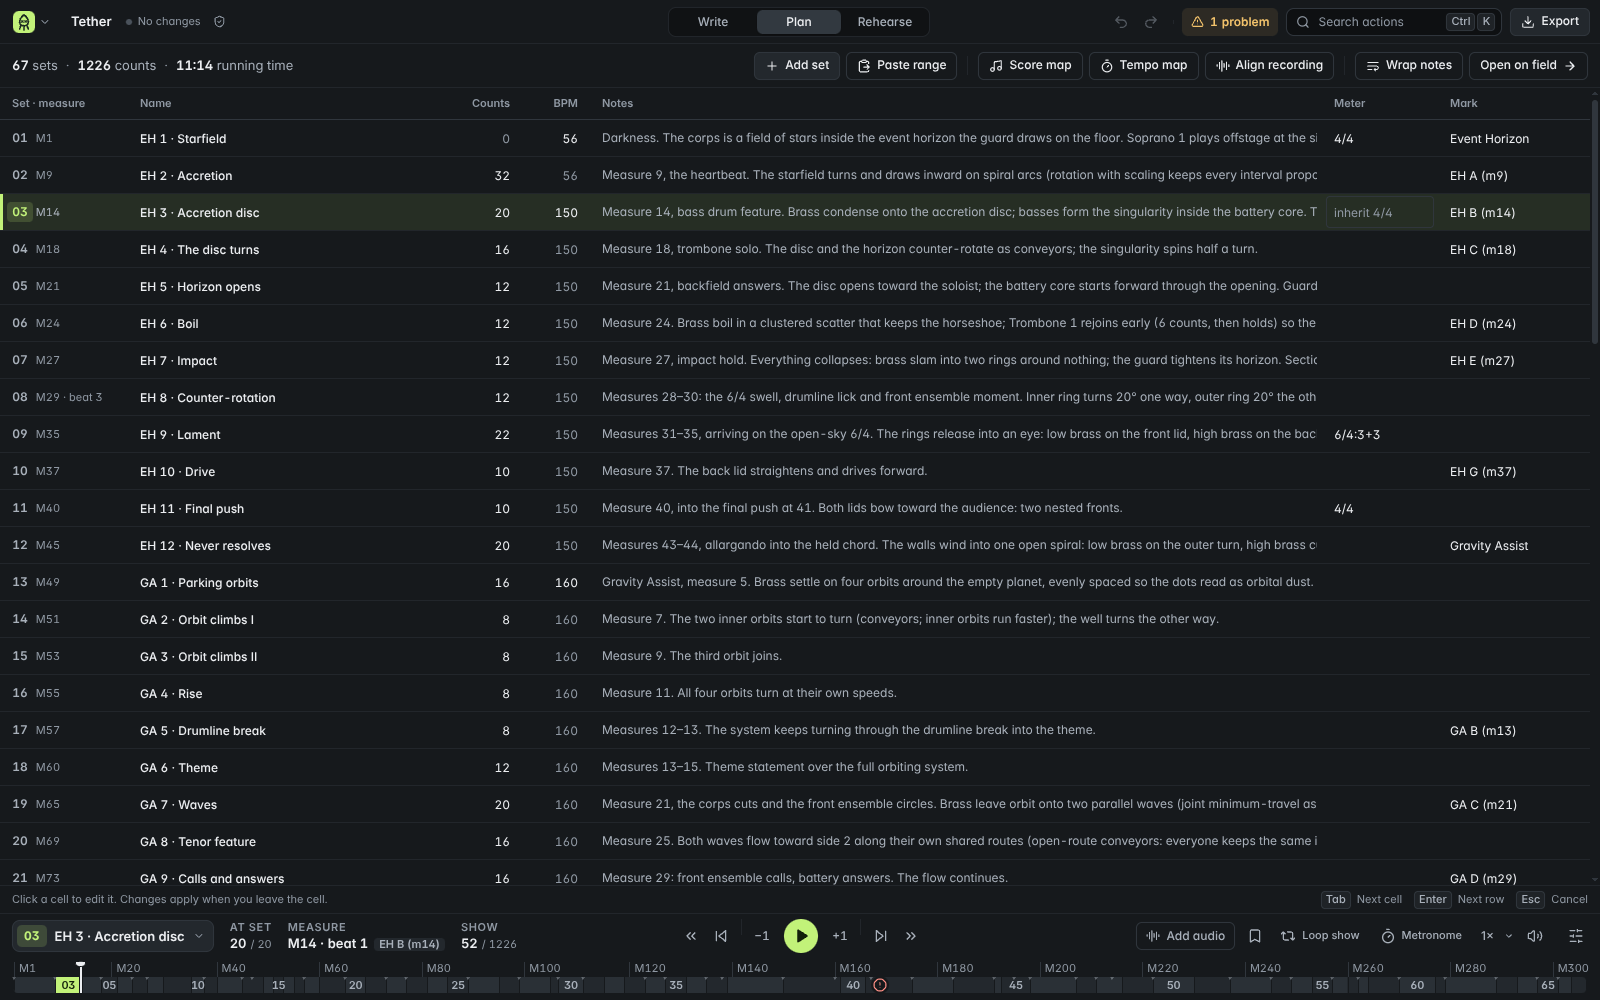 Tether No changes Write Plan Rehearse 1 problem Search actions Ctrl K Export
67 sets · 1226 counts · 11:14 running time Add set Paste range Score map Tempo map Align recording Wrap notes Open on field
Set · measure Name Counts BPM Notes Meter Mark
01 M1 EH 1 · Starfield 0 56 Darkness. The corps is a field of stars inside the event horizon the guard draws on the floor. Soprano 1 plays offstage at the 4/4 Event Horizon
02 M9 EH 2 · Accretion 32 56 Measure 9, the heartbeat. The starfield turns and draws inward on spiral arcs (rotation with scaling keeps every interval EH A (m9)
03 M14 EH 3 · Accretion disc 20 150 Measure 14, bass drum feature. Brass condense onto the accretion disc; basses form the singularity inside the battery core. T inherit 4/4 EH B (m14)
04 M18 EH 4 · The disc turns 16 150 Measure 18, trombone solo. The disc and the horizon counter-rotate as conveyors; the singularity spins half a turn. EH C (m18)
05 M21 EH 5 · Horizon opens 12 150 Measure 21, backfield answers. The disc opens toward the soloist; the battery core starts forward through the opening. Guard
06 M24 EH 6 · Boil 12 150 Measure 24. Brass boil in a clustered scatter that keeps the horseshoe; Trombone 1 rejoins early (6 counts, then holds) so the EH D (m24)
07 M27 EH 7 · Impact 12 150 Measure 27, impact hold. Everything collapses: brass slam into two rings around nothing; the guard tightens its horizon. EH E (m27)
08 M29 · beat 3 EH 8 · Counter-rotation 12 150 Measures 28–30: the 6/4 swell, drumline lick and front ensemble moment. Inner ring turns 20° one way, outer ring 20° the oth
09 M35 EH 9 · Lament 22 150 Measures 31–35, arriving on the open-sky 6/4. The rings release into an eye: low brass on the front lid, high brass on the bac 6/4:3+3
10 M37 EH 10 · Drive 10 150 Measure 37. The back lid straightens and drives forward. EH G (m37)
11 M40 EH 11 · Final push 10 150 Measure 40, into the final push at 41. Both lids bow toward the audience: two nested fronts. 4/4
12 M45 EH 12 · Never resolves 20 150 Measures 43–44, allargando into the held chord. The walls wind into one open spiral: low brass on the outer turn, high brass Gravity Assist
13 M49 GA 1 · Parking orbits 16 160 Gravity Assist, measure 5. Brass settle on four orbits around the empty planet, evenly spaced so the dots read as orbital dust.
14 M51 GA 2 · Orbit climbs I 8 160 Measure 7. The two inner orbits start to turn (conveyors; inner orbits run faster); the well turns the other way.
15 M53 GA 3 · Orbit climbs II 8 160 Measure 9. The third orbit joins.
16 M55 GA 4 · Rise 8 160 Measure 11. All four orbits turn at their own speeds.
17 M57 GA 5 · Drumline break 8 160 Measures 12–13. The system keeps turning through the drumline break into the theme. GA B (m13)
18 M60 GA 6 · Theme 12 160 Measures 13–15. Theme statement over the full orbiting system.
19 M65 GA 7 · Waves 20 160 Measure 21, the corps cuts and the front ensemble circles. Brass leave orbit onto two parallel waves (joint minimum-travel as GA C (m21)
20 M69 GA 8 · Tenor feature 16 160 Measure 25. Both waves flow toward side 2 along their own shared routes (open-route conveyors: everyone keeps the same i
21 M73 GA 9 · Calls and answers 16 160 Measure 29: front ensemble calls, battery answers. The flow continues. GA D (m29)
Click a cell to edit it. Changes apply when you leave the cell. Tab Next cell Enter Next row Esc Cancel
03 EH 3 · Accretion disc AT SET MEASURE SHOW
20 / 20 M14 · beat 1 EH B (m14) 52 / 1226 −1 +1 Add audio Loop show Metronome 1×
M1 M20 M40 M60 M80 M100 M120 M140 M160 M180 M200 M220 M240 M260 M280 M300
03 05 10 15 20 25 30 35 40 45 50 55 60 65